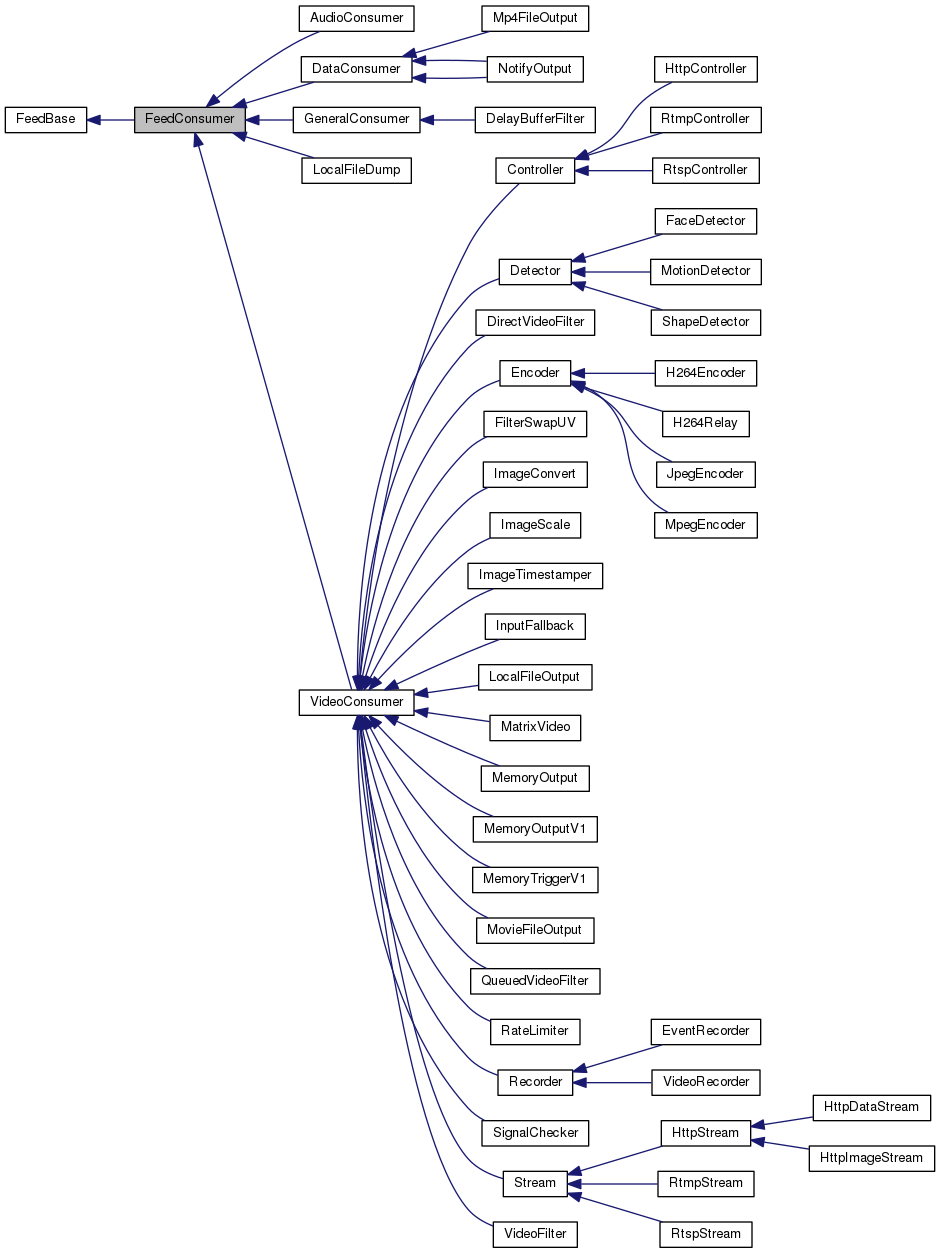 AudioConsumer
Mp4FileOutput
DataConsumer
NotifyOutput
HttpController
FeedBase
FeedConsumer
GeneralConsumer
DelayBufferFilter
RtmpController
LocalFileDump
Controller
RtspController
FaceDetector
Detector
MotionDetector
DirectVideoFilter
ShapeDetector
Encoder
H264Encoder
FilterSwapUV
H264Relay
ImageConvert
JpegEncoder
ImageScale
MpegEncoder
ImageTimestamper
InputFallback
LocalFileOutput
VideoConsumer
MatrixVideo
MemoryOutput
MemoryOutputV1
MemoryTriggerV1
MovieFileOutput
QueuedVideoFilter
RateLimiter
EventRecorder
Recorder
VideoRecorder
HttpDataStream
SignalChecker
HttpStream
HttpImageStream
Stream
RtmpStream
VideoFilter
RtspStream